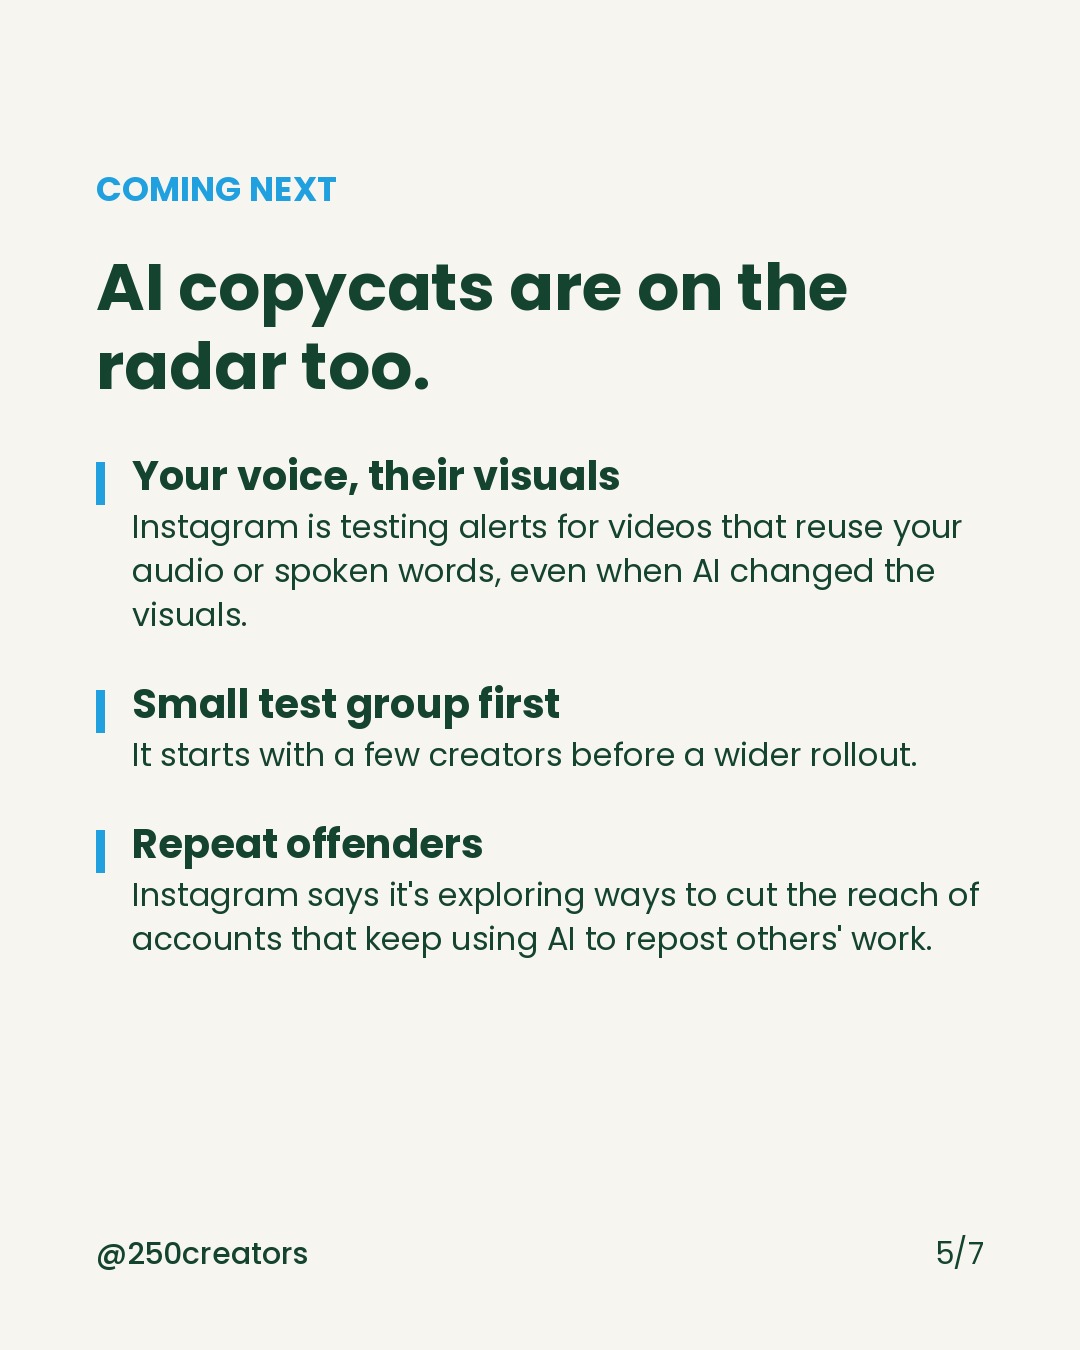 COMING NEXT
AI copycats are on the
radar too.
Your voice, their visuals
Instagram is testing alerts for videos that reuse your
audio or spoken words, even when AI changed the
visuals.
Small test group first
It starts with a few creators before a wider rollout.
Repeat offenders
Instagram says it's exploring ways to cut the reach of
accounts that keep using AI to repost others' work.
@250creators
5/7